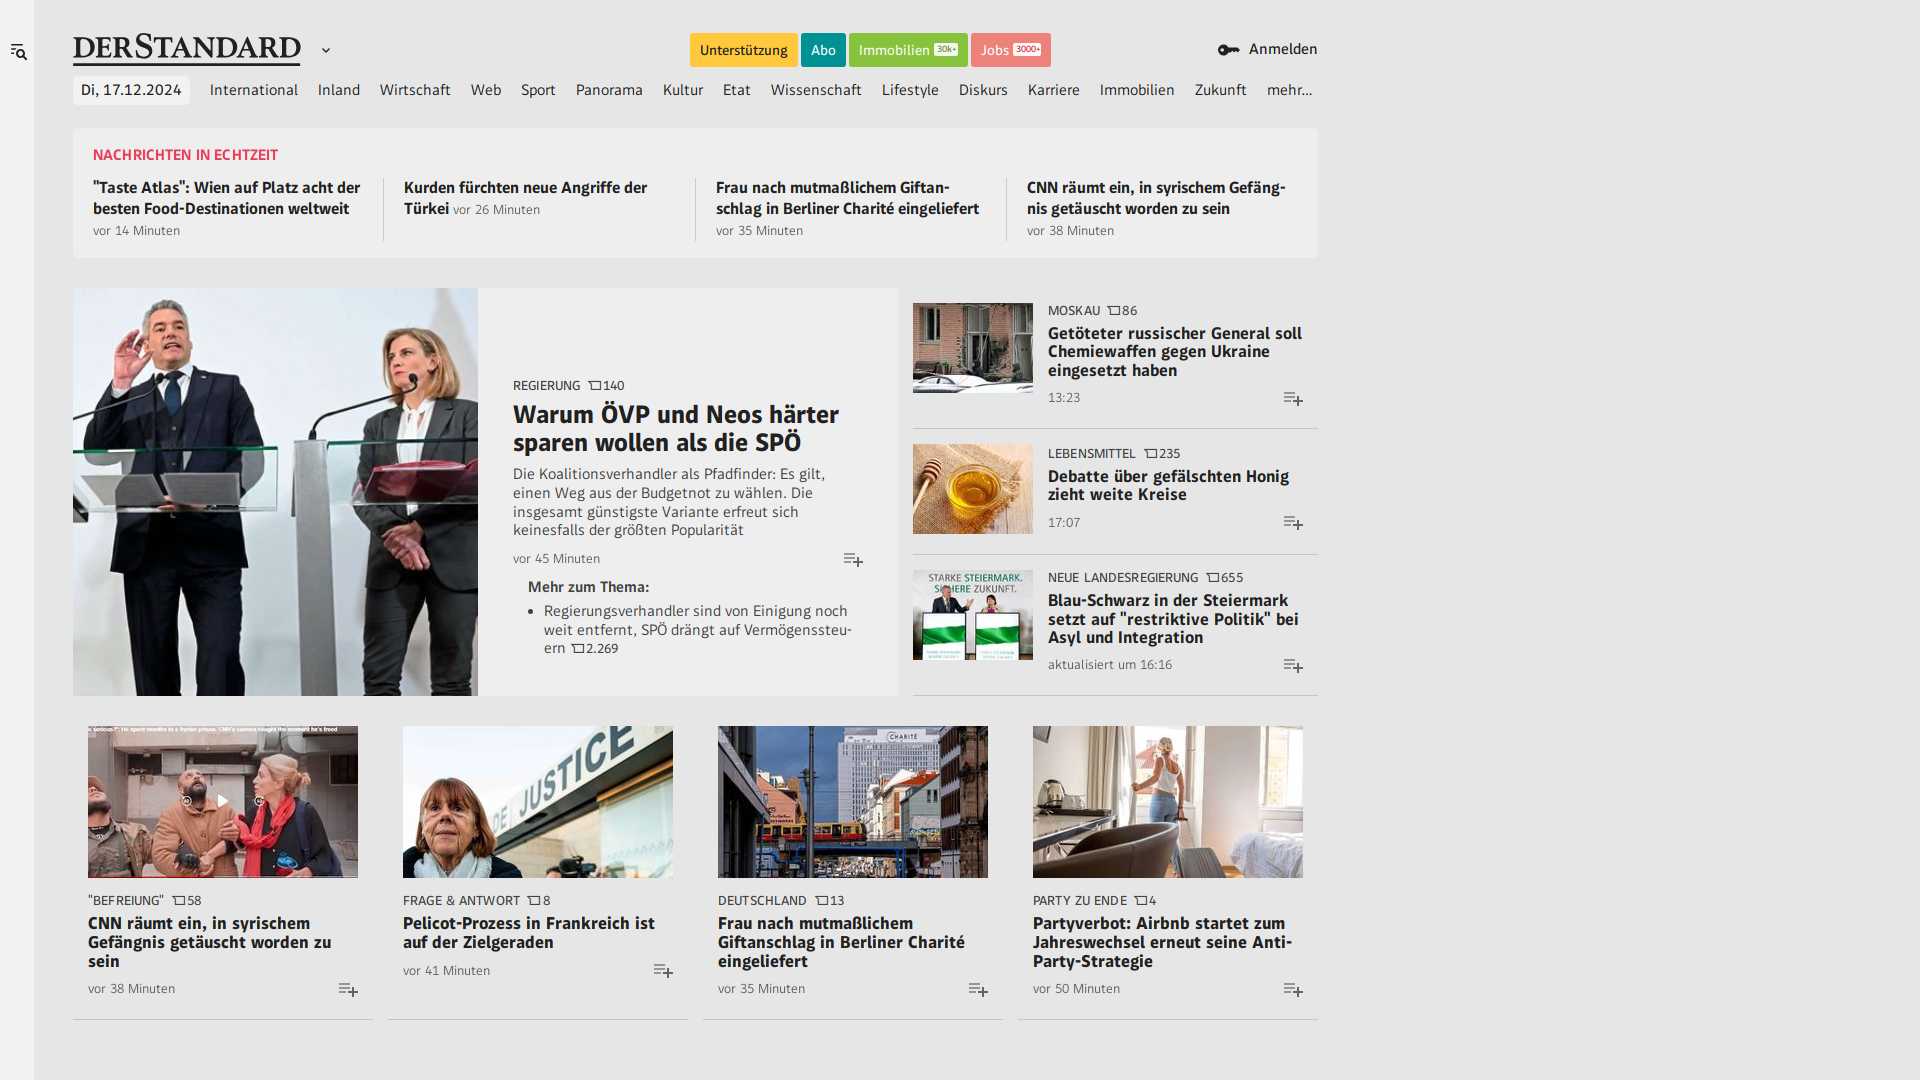 DERSTANDARD
Unterstützung
Abo
Immobilien 30k+
Jobs 3000+
Anmelden
Di, 17.12.2024
International
Inland
Wirtschaft
Web
Sport
Panorama
Kultur
Etat
Wissenschaft
Lifestyle
Diskurs
Karriere
Immobilien
Zukunft
mehr...
NACHRICHTEN IN ECHTZEIT
"Taste Atlas": Wien auf Platz acht der
besten Food-Destinationen weltweit
vor 14 Minuten
Kurden fürchten neue Angriffe der
Türkei vor 26 Minuten
Frau nach mutmaßlichem Giftan-
schlag in Berliner Charité eingeliefert
vor 35 Minuten
CNN räumt ein, in syrischem Gefäng-
nis getäuscht worden zu sein
vor 38 Minuten
REGIERUNG 140
Warum ÖVP und Neos härter
sparen wollen als die SPÖ
Die Koalitionsverhandler als Pfadfinder: Es gilt,
einen Weg aus der Budgetnot zu wählen. Die
insgesamt günstigste Variante erfreut sich
keinesfalls der größten Popularität
vor 45 Minuten
Mehr zum Thema:
• Regierungsverhandler sind von Einigung noch
weit entfernt, SPÖ drängt auf Vermögenssteu-
ern 2.269
MOSKAU 86
Getöteter russischer General soll
Chemiewaffen gegen Ukraine
eingesetzt haben
13:23
LEBENSMITTEL 235
Debatte über gefälschten Honig
zieht weite Kreise
17:07
STARKE STEIERMARK.
SICHERE ZUKUNFT.
NEUE LANDESREGIERUNG 655
Blau-Schwarz in der Steiermark
setzt auf "restriktive Politik" bei
Asyl und Integration
aktualisiert um 16:16
"BEFREIUNG" 58
CNN räumt ein, in syrischem
Gefängnis getäuscht worden zu
sein
vor 38 Minuten
DE JUSTICE
FRAGE & ANTWORT 8
Pelicot-Prozess in Frankreich ist
auf der Zielgeraden
vor 41 Minuten
CHARITÉ
DEUTSCHLAND 13
Frau nach mutmaßlichem
Giftanschlag in Berliner Charité
eingeliefert
vor 35 Minuten
PARTY ZU ENDE 4
Partyverbot: Airbnb startet zum
Jahreswechsel erneut seine Anti-
Party-Strategie
vor 50 Minuten